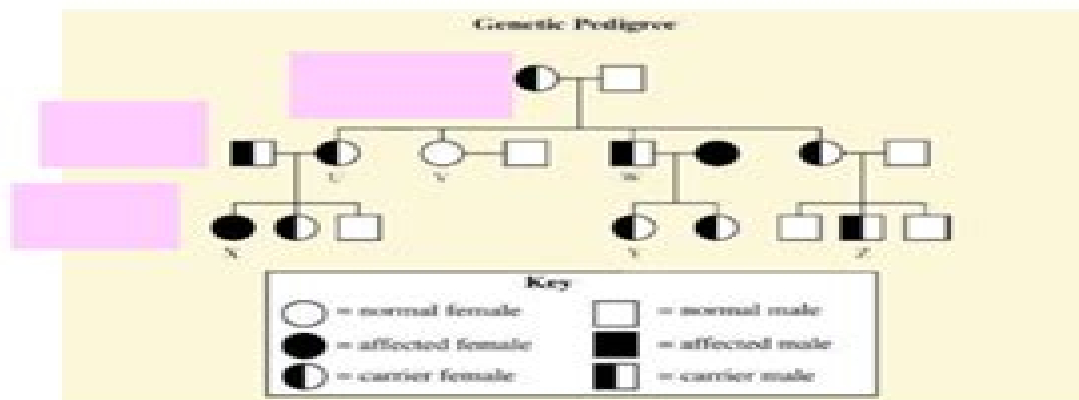 Genetic Pedigree
U V W
X Y Z
Key
= normal female = normal male
= affected female = affected male
= carrier female = carrier male